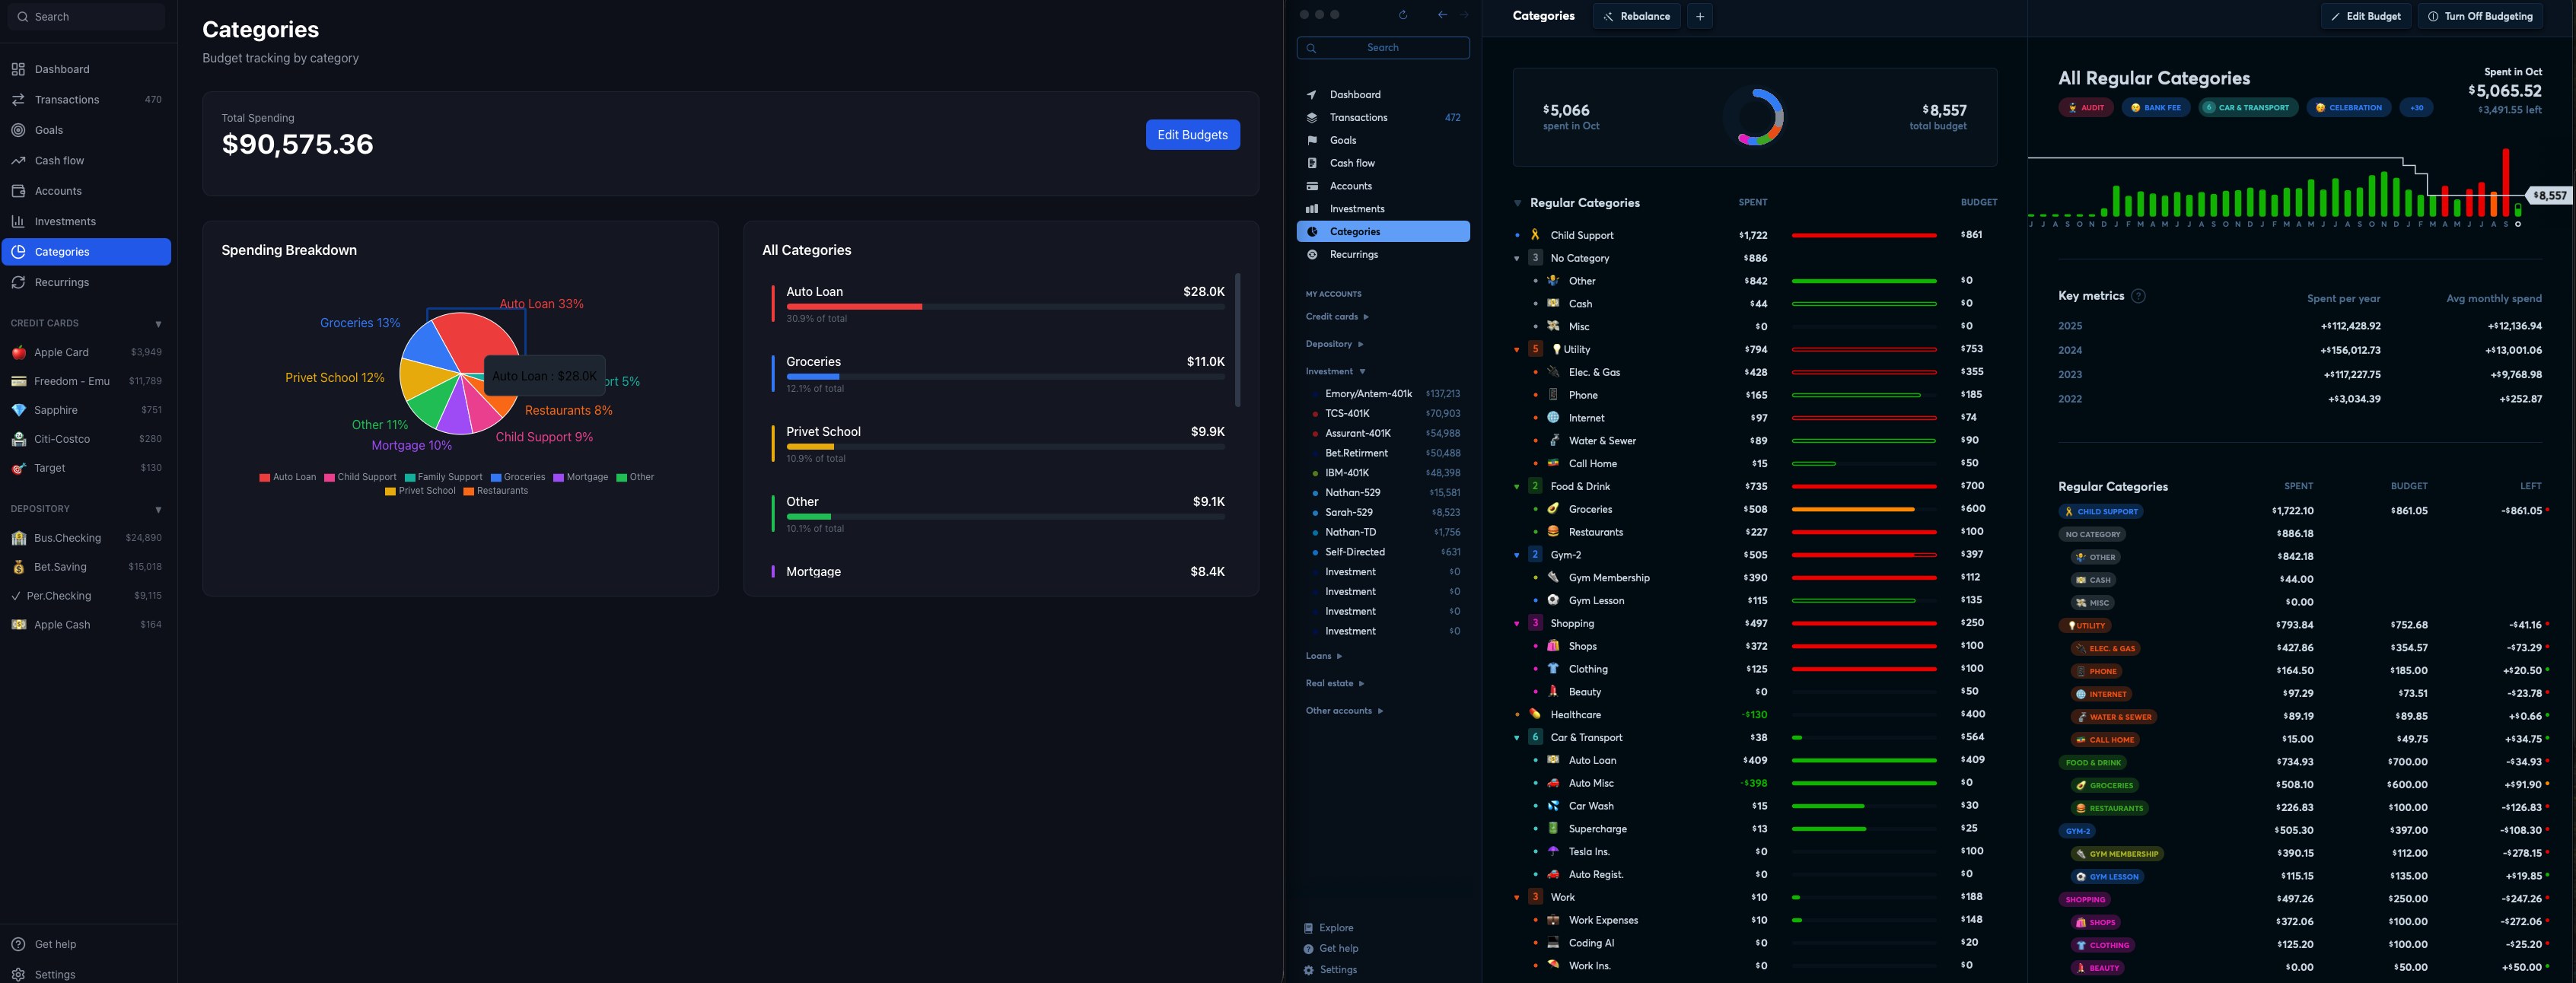 Search
Dashboard
Transactions 470
Goals
Cash flow
Accounts
Investments
Categories
Recurrings
CREDIT CARDS ▼
Apple Card $3,949
Freedom - Emu $11,789
Sapphire $751
Citi-Costco $280
Target $130
DEPOSITORY ▼
Bus.Checking $24,890
Bet.Saving $15,018
✓ Per.Checking $9,115
Apple Cash $164
Get help
Settings
Categories
Budget tracking by category
Total Spending
$90,575.36
Edit Budgets
Spending Breakdown
Auto Loan 33%
Groceries 13%
Privet School 12%
Auto Loan : $28.0K
ort 5%
Restaurants 8%
Other 11%
Child Support 9%
Mortgage 10%
Auto Loan Child Support Family Support Groceries Mortgage Other
Privet School Restaurants
All Categories
Auto Loan $28.0K
30.9% of total
Groceries $11.0K
12.1% of total
Privet School $9.9K
10.9% of total
Other $9.1K
10.1% of total
Mortgage $8.4K
Search
Dashboard
Transactions 472
Goals
Cash flow
Accounts
Investments
Categories
Recurrings
MY ACCOUNTS
Credit cards
Depository
Investment
Emory/Antem-401k $137,213
TCS-401K $70,903
Assurant-401K $54,988
Bet.Retirment $50,488
IBM-401K $48,398
Nathan-529 $15,581
Sarah-529 $8,523
Nathan-TD $1,756
Self-Directed $631
Investment $0
Investment $0
Investment $0
Investment $0
Loans
Real estate
Other accounts
Explore
Get help
Settings
Categories Rebalance +
$5,066 $8,557
spent in Oct total budget
Regular Categories SPENT BUDGET
Child Support $1,722 $861
3 No Category $886
Other $842 $0
Cash $44 $0
Misc $0 $0
5 Utility $794 $753
Elec. & Gas $428 $355
Phone $165 $185
Internet $97 $74
Water & Sewer $89 $90
Call Home $15 $50
2 Food & Drink $735 $700
Groceries $508 $600
Restaurants $227 $100
2 Gym-2 $505 $397
Gym Membership $390 $112
Gym Lesson $115 $135
3 Shopping $497 $250
Shops $372 $100
Clothing $125 $100
Beauty $0 $50
Healthcare -$130 $400
6 Car & Transport $38 $564
Auto Loan $409 $409
Auto Misc -$398 $0
Car Wash $15 $30
Supercharge $13 $25
Tesla Ins. $0 $100
Auto Regist. $0 $0
3 Work $10 $188
Work Expenses $10 $148
Coding AI $0 $20
Work Ins. $0 $0
Edit Budget Turn Off Budgeting
All Regular Categories
Spent in Oct
$5,065.52
$3,491.55 left
AUDIT BANK FEE 6 CAR & TRANSPORT CELEBRATION +30
$8,557
J J A S O N D J F M A M J J A S O N D J F M A M J J A S O N D J F M A M J J A S O
Key metrics ? Spent per year Avg monthly spend
2025 +$112,428.92 +$12,136.94
2024 +$156,012.73 +$13,001.06
2023 +$117,227.75 +$9,768.98
2022 +$3,034.39 +$252.87
Regular Categories SPENT BUDGET LEFT
CHILD SUPPORT $1,722.10 $861.05 -$861.05
NO CATEGORY $886.18
OTHER $842.18
CASH $44.00
MISC $0.00
UTILITY $793.84 $752.68 -$41.16
ELEC. & GAS $427.86 $354.57 -$73.29
PHONE $164.50 $185.00 +$20.50
INTERNET $97.29 $73.51 -$23.78
WATER & SEWER $89.19 $89.85 +$0.66
CALL HOME $15.00 $49.75 +$34.75
FOOD & DRINK $734.93 $700.00 -$34.93
GROCERIES $508.10 $600.00 +$91.90
RESTAURANTS $226.83 $100.00 -$126.83
GYM-2 $505.30 $397.00 -$108.30
GYM MEMBERSHIP $390.15 $112.00 -$278.15
GYM LESSON $115.15 $135.00 +$19.85
SHOPPING $497.26 $250.00 -$247.26
SHOPS $372.06 $100.00 -$272.06
CLOTHING $125.20 $100.00 -$25.20
BEAUTY $0.00 $50.00 +$50.00